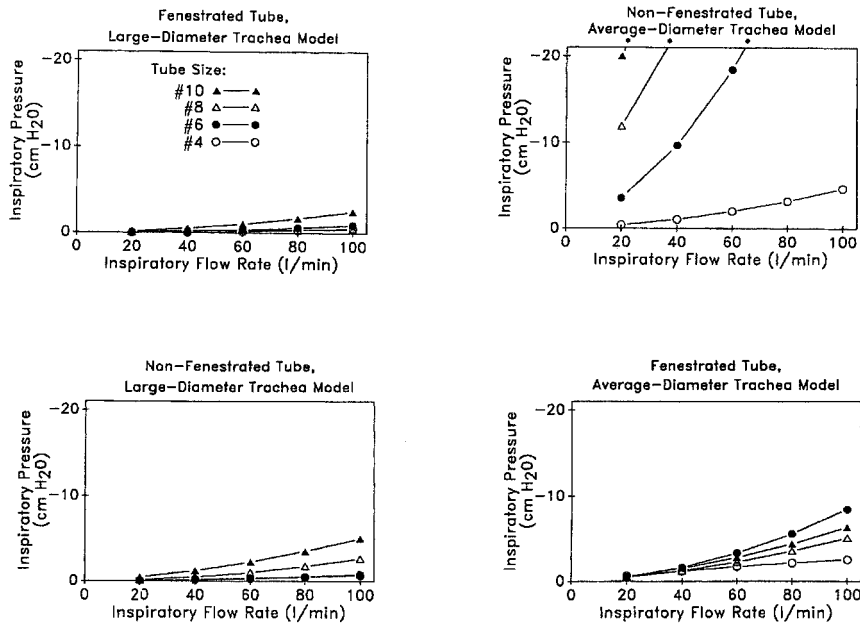 Fenestrated Tube,
Large-Diameter Trachea Model
Inspiratory Pressure
(cm H2O)
-20
-10
0
Tube Size:
#10
#8
#6
#4
0 20 40 60 80 100
Inspiratory Flow Rate (l/min)
Non-Fenestrated Tube,
Average-Diameter Trachea Model
Inspiratory Pressure
(cm H2O)
-20
-10
0
0 20 40 60 80 100
Inspiratory Flow Rate (l/min)
Non-Fenestrated Tube,
Large-Diameter Trachea Model
Inspiratory Pressure
(cm H2O)
-20
-10
0
0 20 40 60 80 100
Inspiratory Flow Rate (l/min)
Fenestrated Tube,
Average-Diameter Trachea Model
Inspiratory Pressure
(cm H2O)
-20
-10
0
0 20 40 60 80 100
Inspiratory Flow Rate (l/min)